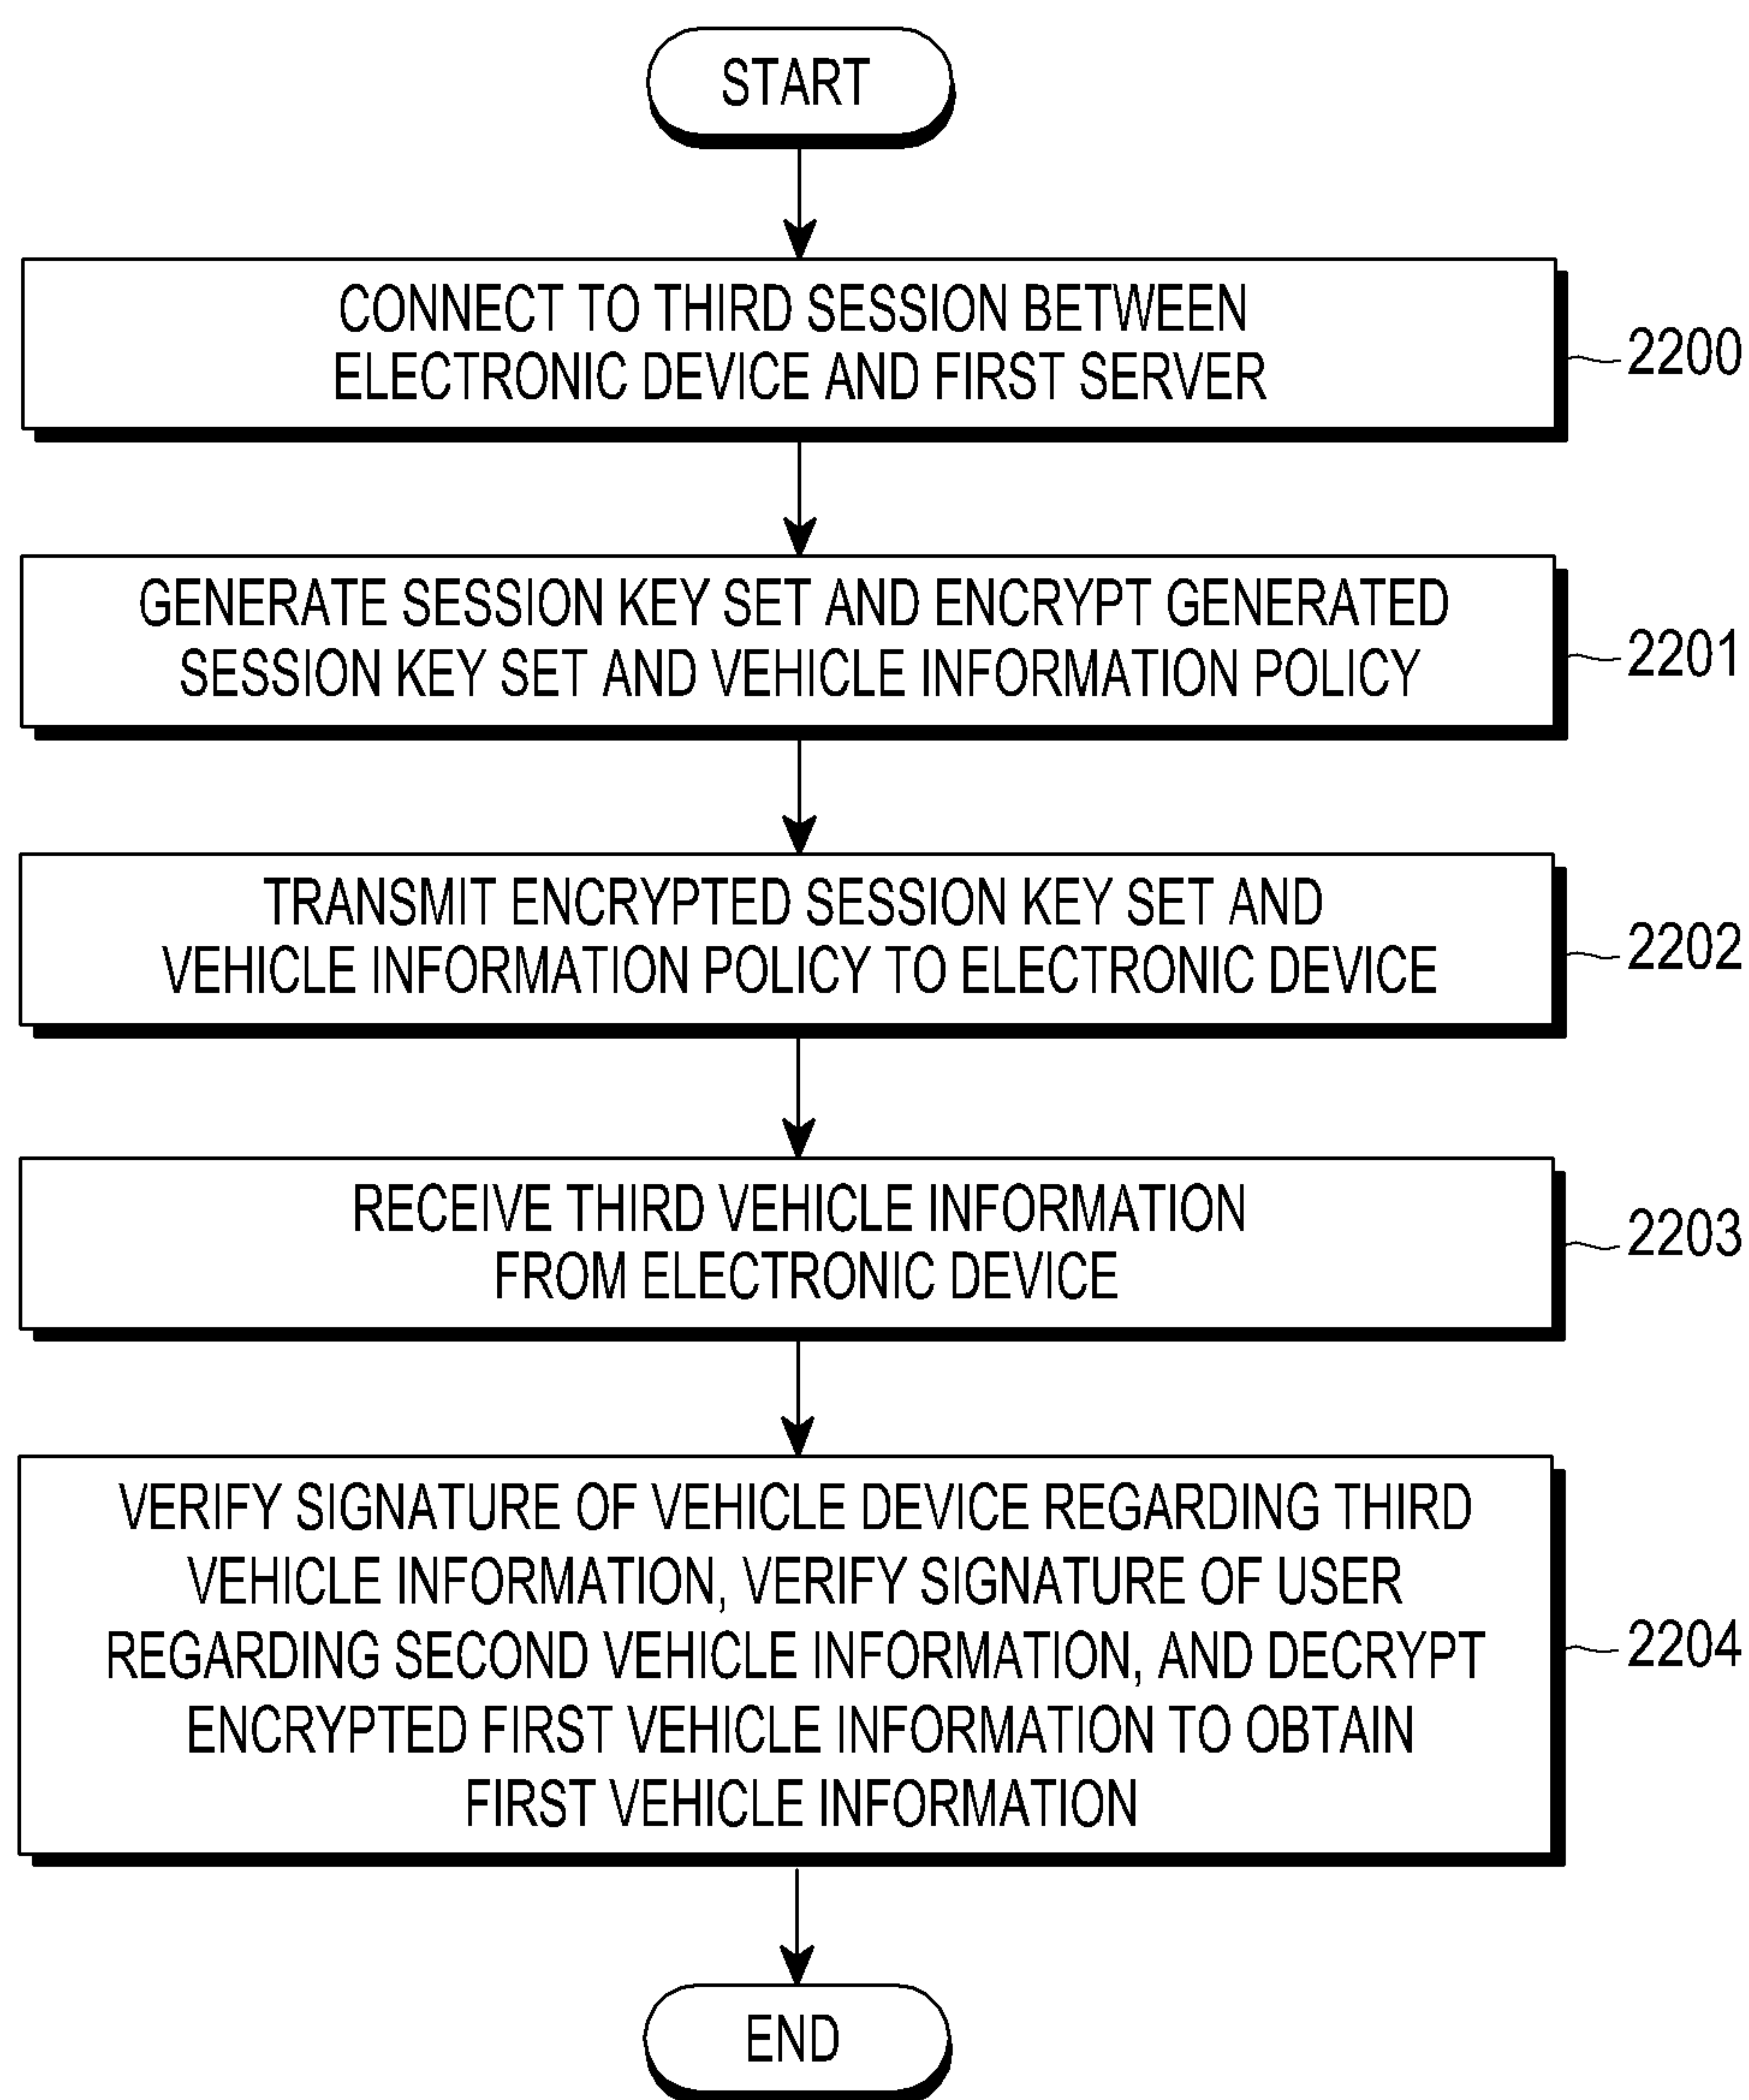 START
CONNECT TO THIRD SESSION BETWEEN
ELECTRONIC DEVICE AND FIRST SERVER
2200
GENERATE SESSION KEY SET AND ENCRYPT GENERATED
SESSION KEY SET AND VEHICLE INFORMATION POLICY
2201
TRANSMIT ENCRYPTED SESSION KEY SET AND
VEHICLE INFORMATION POLICY TO ELECTRONIC DEVICE
2202
RECEIVE THIRD VEHICLE INFORMATION
FROM ELECTRONIC DEVICE
2203
VERIFY SIGNATURE OF VEHICLE DEVICE REGARDING THIRD
VEHICLE INFORMATION, VERIFY SIGNATURE OF USER
REGARDING SECOND VEHICLE INFORMATION, AND DECRYPT
ENCRYPTED FIRST VEHICLE INFORMATION TO OBTAIN
FIRST VEHICLE INFORMATION
2204
END